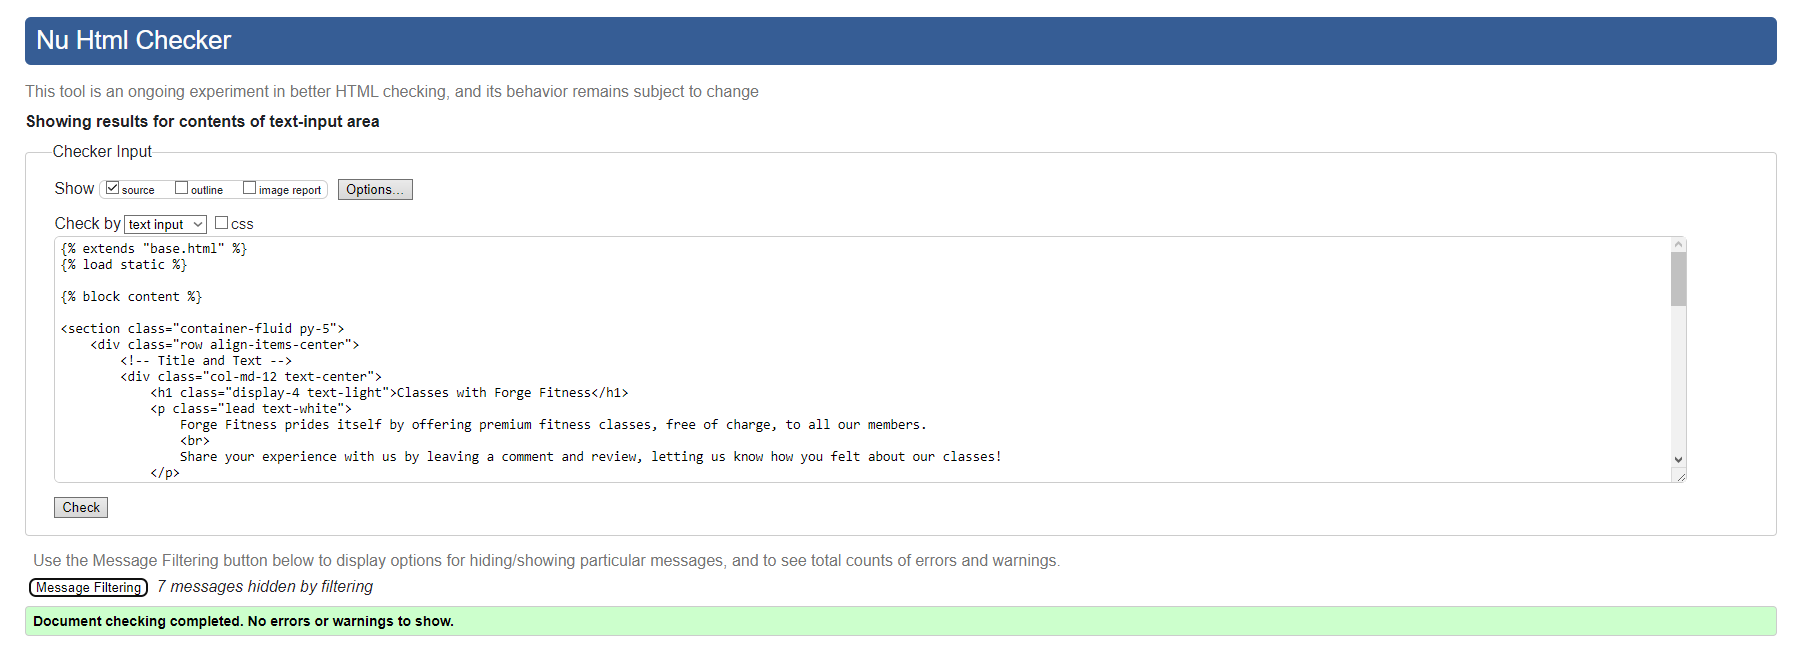 Nu Html Checker
This tool is an ongoing experiment in better HTML checking, and its behavior remains subject to change
Showing results for contents of text-input area
Checker Input
Show source outline image report Options...
Check by text input css
{% extends "base.html" %}
{% load static %}
{% block content %}
<section class="container-fluid py-5">
<div class="row align-items-center">
<!-- Title and Text -->
<div class="col-md-12 text-center">
<h1 class="display-4 text-light">Classes with Forge Fitness</h1>
<p class="lead text-white">
Forge Fitness prides itself by offering premium fitness classes, free of charge, to all our members.
<br>
Share your experience with us by leaving a comment and review, letting us know how you felt about our classes!
</p>
Check
Use the Message Filtering button below to display options for hiding/showing particular messages, and to see total counts of errors and warnings.
Message Filtering 7 messages hidden by filtering
Document checking completed. No errors or warnings to show.